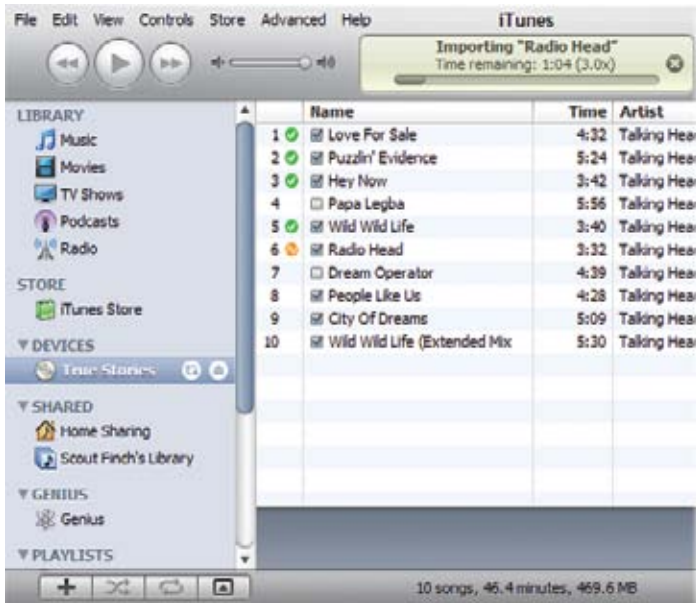 File Edit View Controls Store Advanced Help iTunes
Importing "Radio Head"
Time remaining: 1:04 (3.0x)
LIBRARY
Music
Movies
TV Shows
Podcasts
Radio
STORE
iTunes Store
DEVICES
True Stories
SHARED
Home Sharing
Scout Finch's Library
GENIUS
Genius
PLAYLISTS
Name Time Artist
1 Love For Sale 4:32 Talking Hea
2 Puzzlin' Evidence 5:24 Talking Hea
3 Hey Now 3:42 Talking Hea
4 Papa Legba 5:56 Talking Hea
5 Wild Wild Life 3:40 Talking Hea
6 Radio Head 3:32 Talking Hea
7 Dream Operator 4:39 Talking Hea
8 People Like Us 4:28 Talking Hea
9 City Of Dreams 5:09 Talking Hea
10 Wild Wild Life (Extended Mix 5:30 Talking Hea
10 songs, 46.4 minutes, 469.6 MB